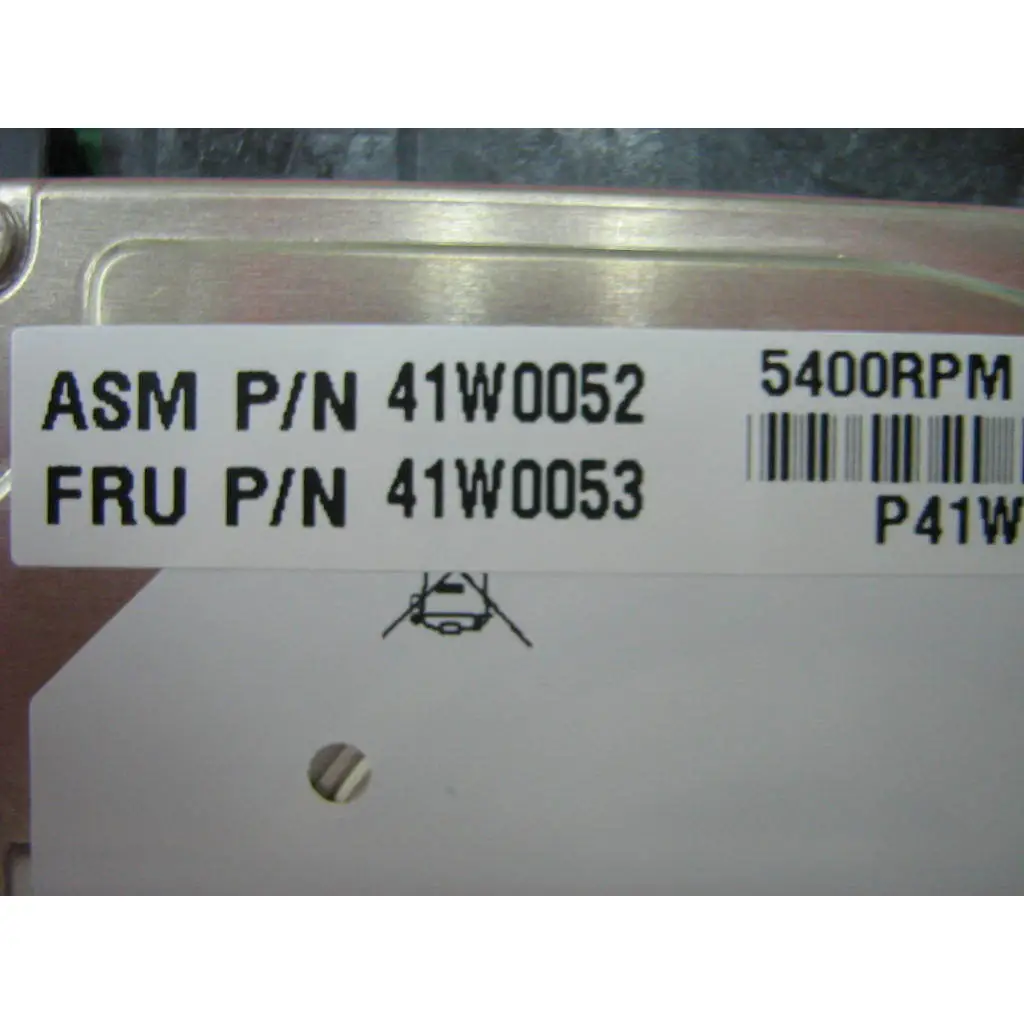 ASM P/N 41W0052
FRU P/N 41W0053
5400RPM
P41W